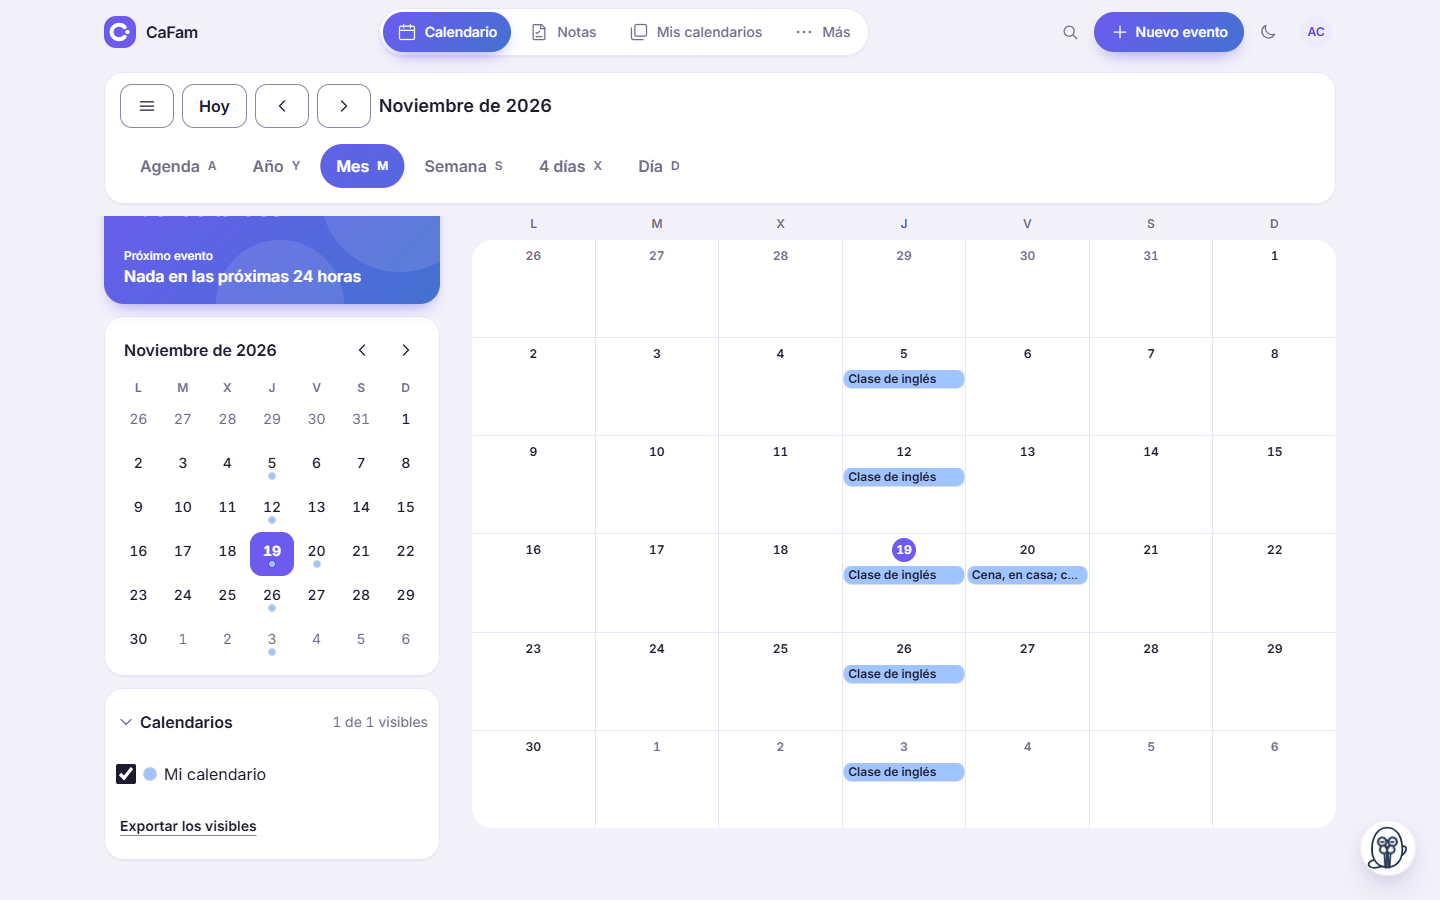 CaFam
Calendario
Notas
Mis calendarios
Más
Nuevo evento
AC
Hoy
Noviembre de 2026
Agenda A
Año Y
Mes M
Semana S
4 días X
Día D
Próximo evento
Nada en las próximas 24 horas
Noviembre de 2026
L M X J V S D
26 27 28 29 30 31 1
2 3 4 5 6 7 8
9 10 11 12 13 14 15
16 17 18 19 20 21 22
23 24 25 26 27 28 29
30 1 2 3 4 5 6
Calendarios
1 de 1 visibles
Mi calendario
Exportar los visibles
L M X J V S D
26 27 28 29 30 31 1
2 3 4 5 6 7 8
Clase de inglés
9 10 11 12 13 14 15
Clase de inglés
16 17 18 19 20 21 22
Clase de inglés
Cena, en casa; c...
23 24 25 26 27 28 29
Clase de inglés
30 1 2 3 4 5 6
Clase de inglés